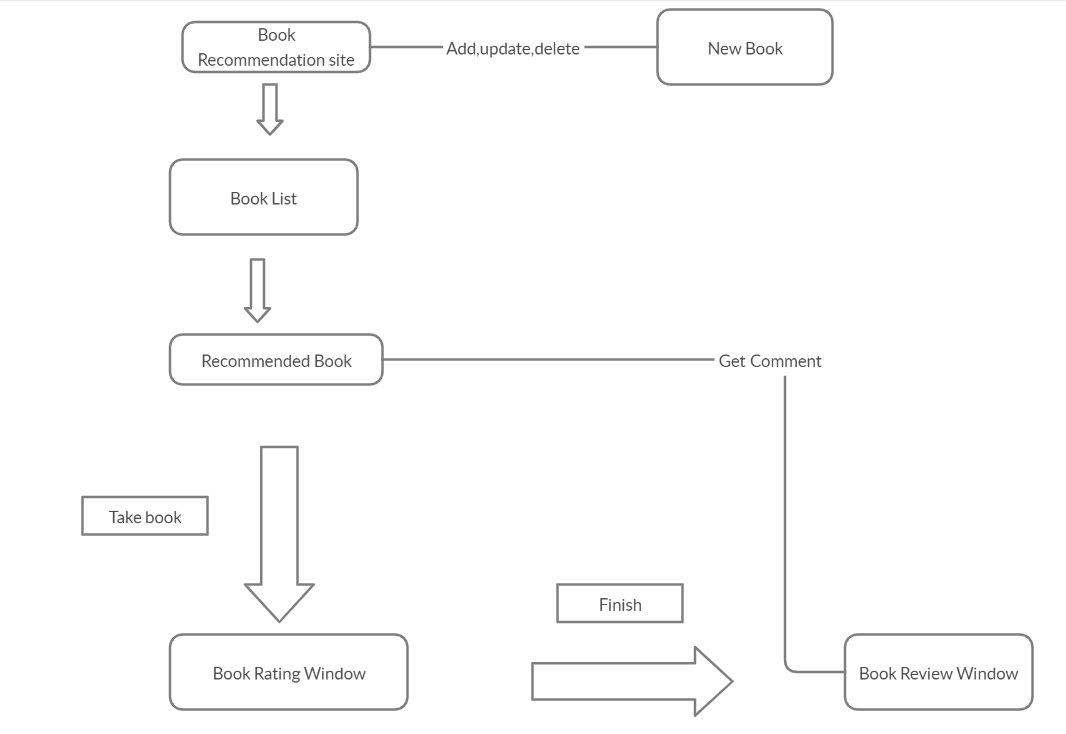 Book
Recommendation site
Add,update,delete
New Book
Book List
Recommended Book
Get Comment
Take book
Finish
Book Rating Window
Book Review Window